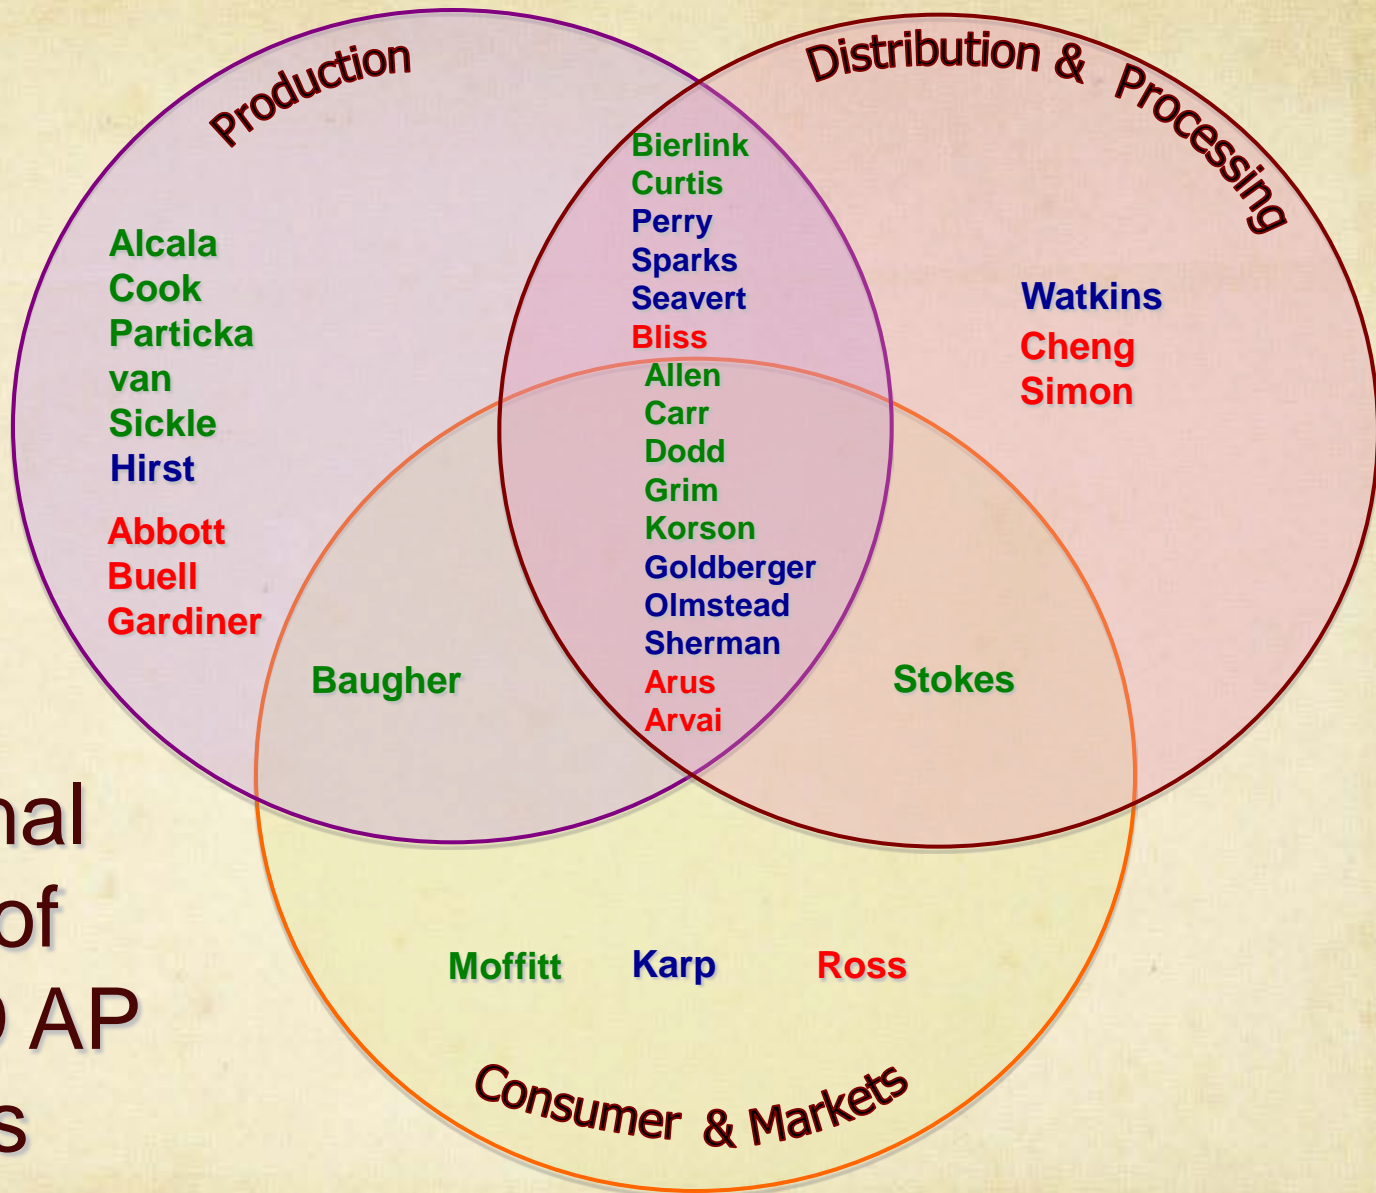 Production
Distribution & Processing
Bierlink
Curtis
Perry
Sparks
Seavert
Bliss
Allen
Carr
Dodd
Grim
Korson
Goldberger
Olmstead
Sherman
Arus
Arvai
Alcala
Cook
Particka
van
Sickle
Hirst
Abbott
Buell
Gardiner
Watkins
Cheng
Simon
Baugher
Stokes
nal
of
AP
s
Moffitt
Karp
Ross
Consumer & Markets